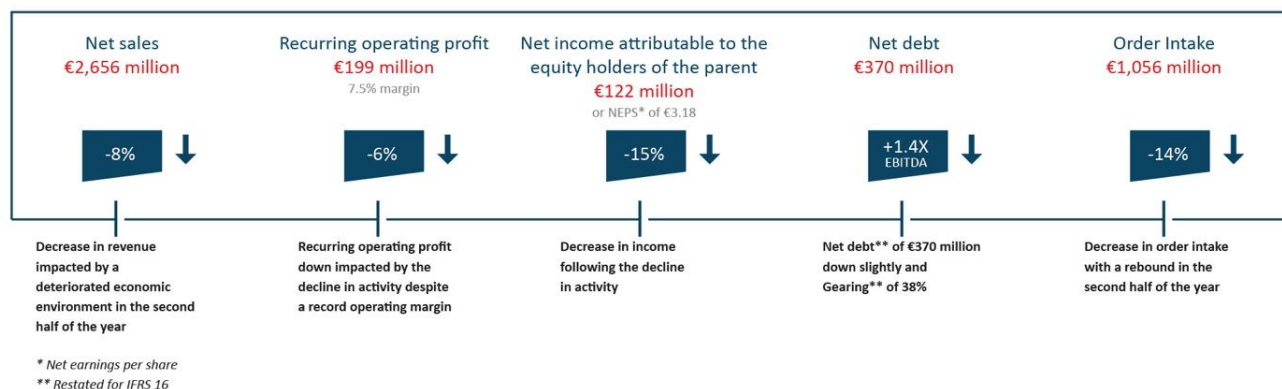 Net sales
€2,656 million
-8%
Decrease in revenue
impacted by a
deteriorated economic
environment in the second
half of the year
Recurring operating profit
€199 million
7.5% margin
-6%
Recurring operating profit
down impacted by the
decline in activity despite
a record operating margin
Net income attributable to the
equity holders of the parent
€122 million
or NEPS* of €3.18
-15%
Decrease in income
following the decline
in activity
Net debt
€370 million
+1.4X
EBITDA
Net debt** of €370 million
down slightly and
Gearing** of 38%
Order Intake
€1,056 million
-14%
Decrease in order intake
with a rebound in the
second half of the year
* Net earnings per share
** Restated for IFRS 16